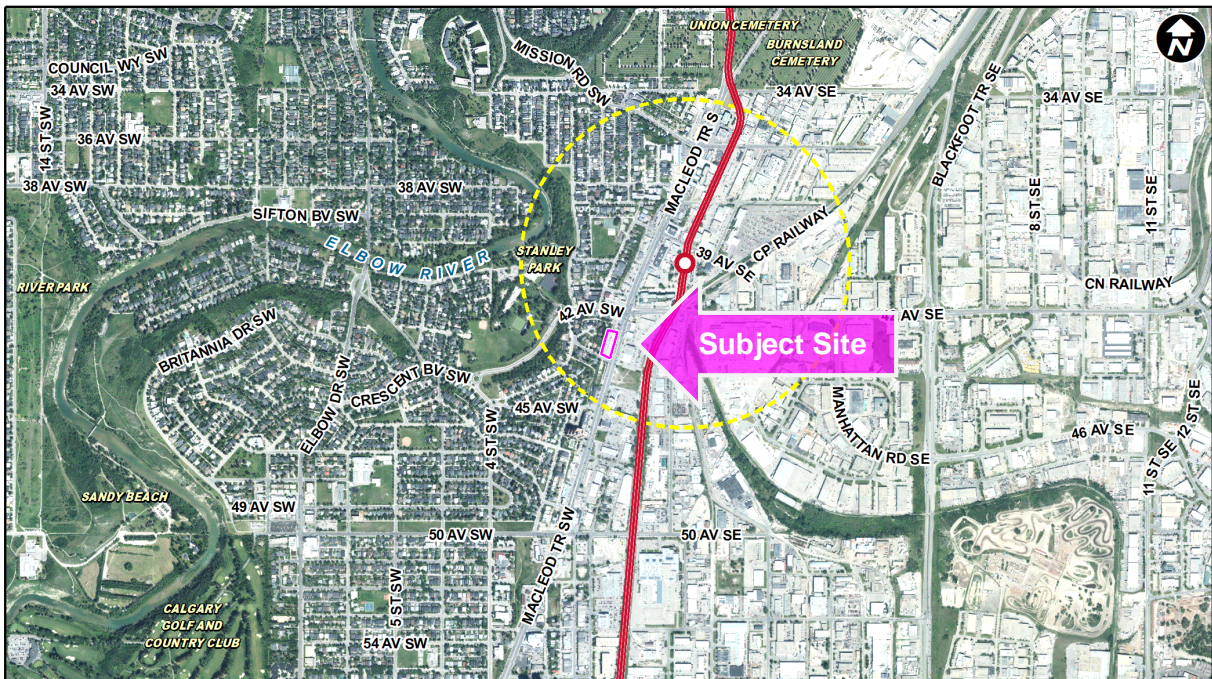 UNION CEMETERY
BURNSLAND
CEMETERY
N
MISSION RD SW
COUNCIL WY SW
34 AV SW
34 AV SE
34 AV SE
14 ST SW
36 AV SW
MACLEOD TR S
BLACKFOOT TR SE
38 AV SW
38 AV SW
8 ST SE
11 ST SE
SIFTON BV SW
ELBOW RIVER
STANLEY
PARK
39 AV SE
CP RAILWAY
RIVER PARK
CN RAILWAY
42 AV SW
AV SE
BRITANNIA DR SW
Subject Site
ELBOW DR SW
CRESCENT BV SW
45 AV SW
4 ST SW
MANHATTAN RD SE
46 AV SE
12 ST SE
11 ST SE
SANDY BEACH
49 AV SW
50 AV SW
50 AV SE
MACLEOD TR SW
5 ST SW
CALGARY
GOLF AND
COUNTRY CLUB
54 AV SW